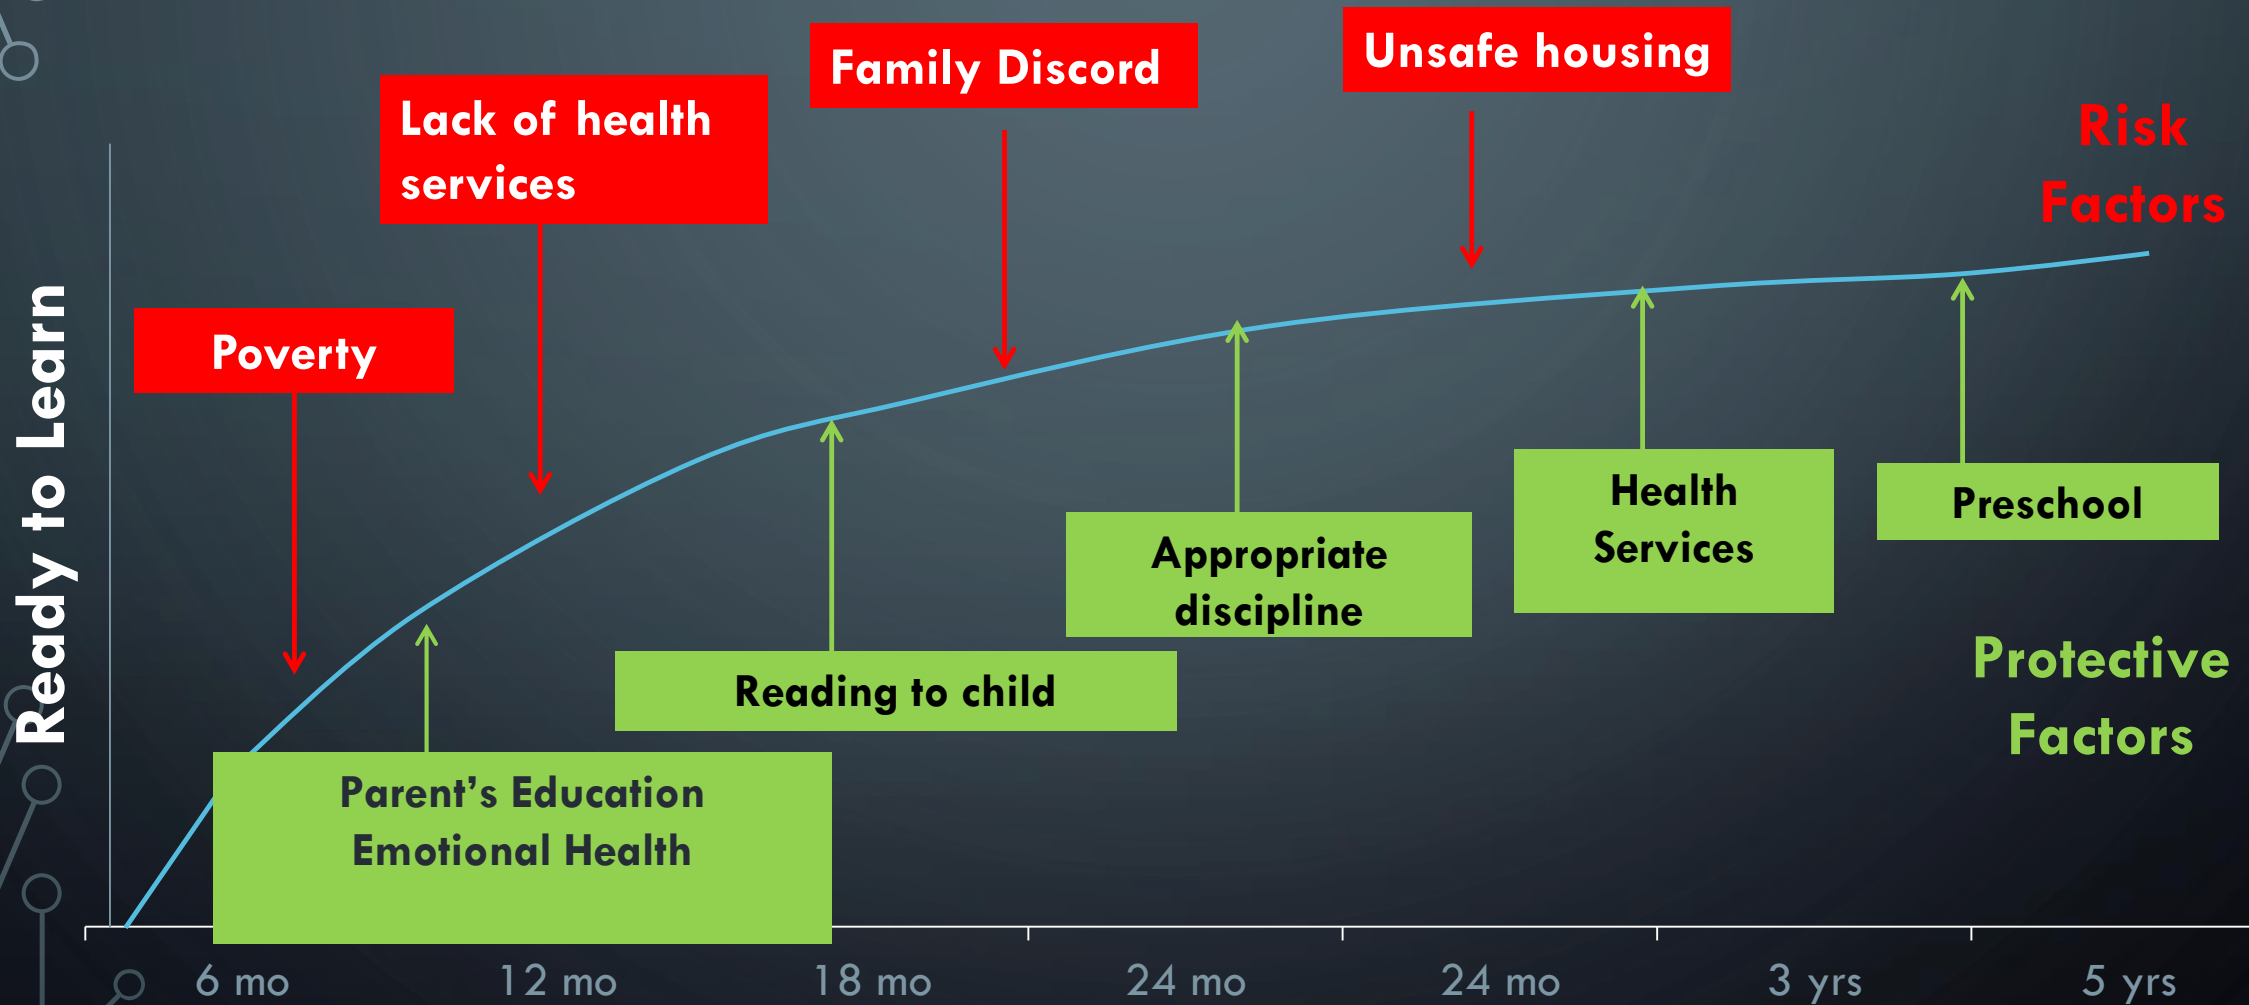 Unsafe housing
Family Discord
Lack of health
services
Risk
Factors
Poverty
Ready to Learn
Health
Services
Preschool
Appropriate
discipline
Reading to child
Protective
Factors
Parent’s Education
Emotional Health
6 mo
12 mo
18 mo
24 mo
24 mo
3 yrs
5 yrs